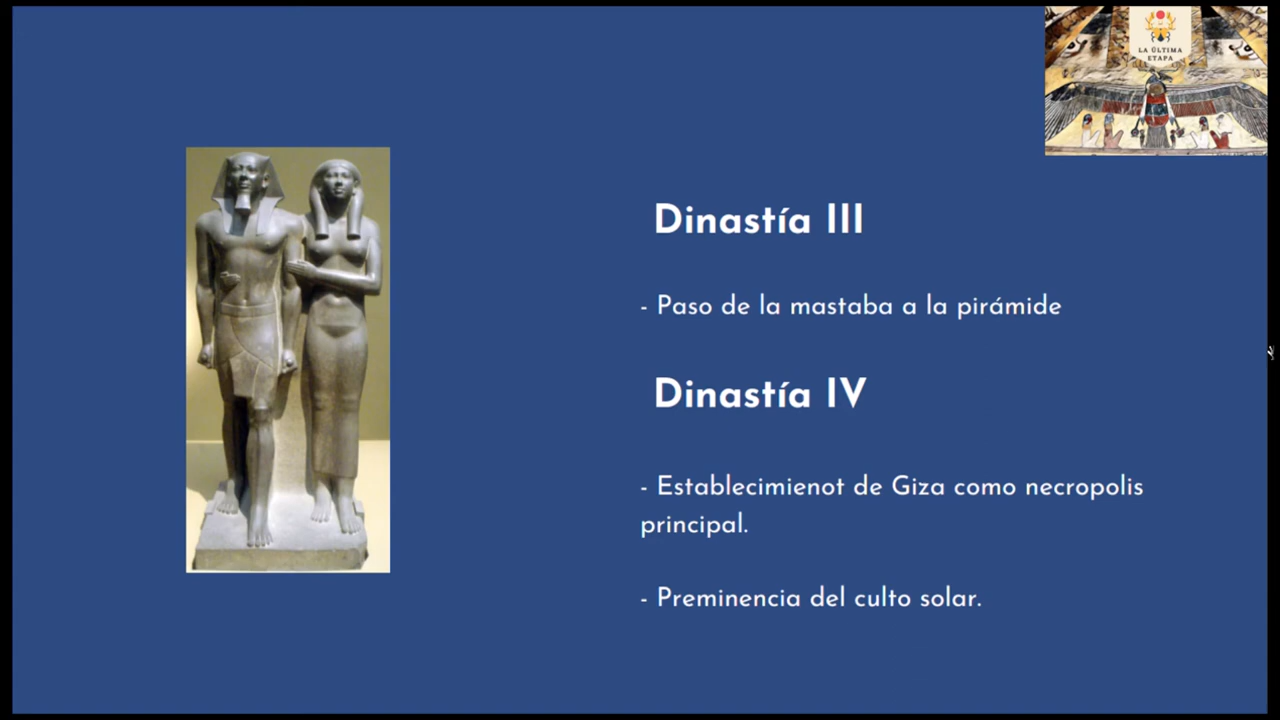 LA ÚLTIMA
ETAPA
Dinastía III
- Paso de la mastaba a la pirámide
Dinastía IV
- Establecimienot de Giza como necropolis
principal.
- Preminencia del culto solar.